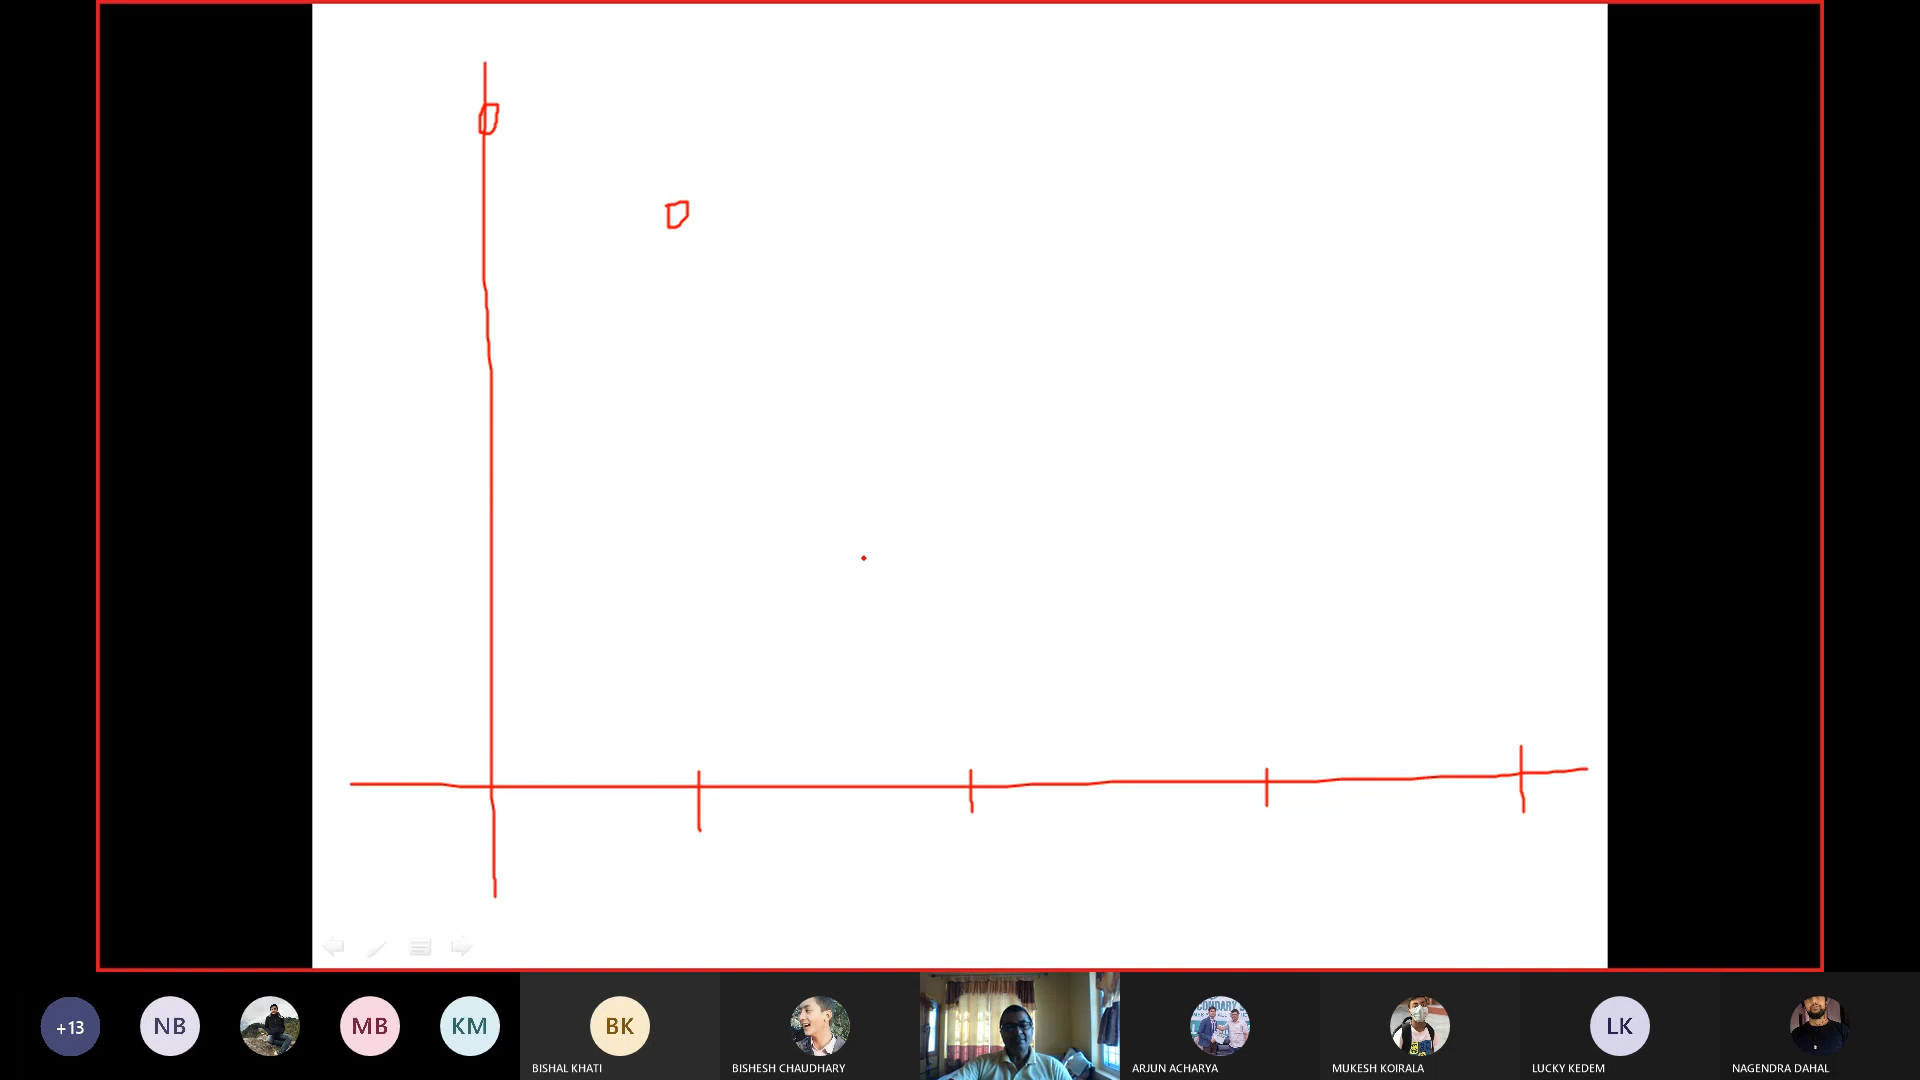 +13
NB
MB
KM
BK
LK
BISHAL KHATI
BISHESH CHAUDHARY
ARJUN ACHARYA
MUKESH KOIRALA
LUCKY KEDEM
NAGENDRA DAHAL